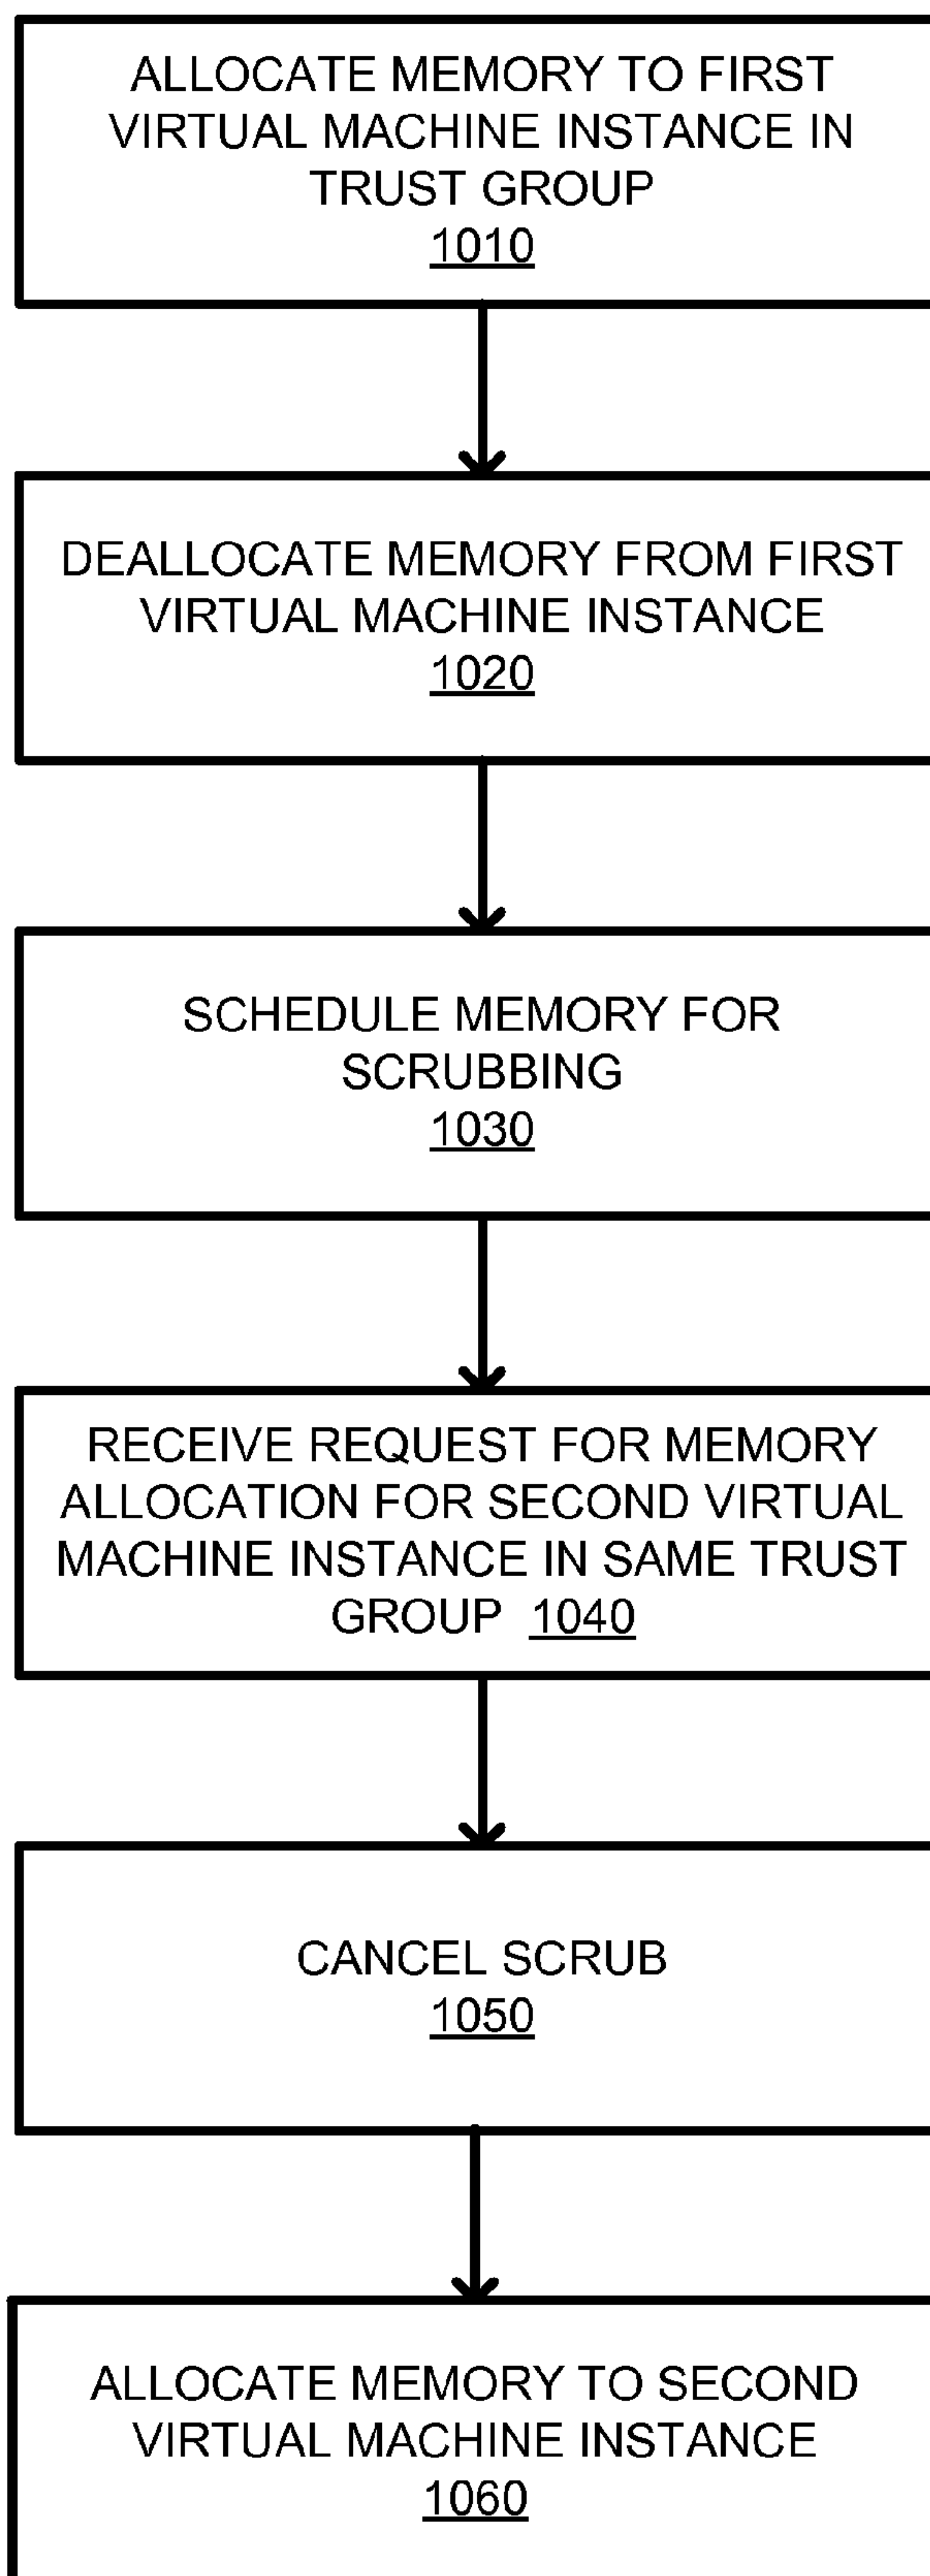 ALLOCATE MEMORY TO FIRST
VIRTUAL MACHINE INSTANCE IN
TRUST GROUP
1010
DEALLOCATE MEMORY FROM FIRST
VIRTUAL MACHINE INSTANCE
1020
SCHEDULE MEMORY FOR
SCRUBBING
1030
RECEIVE REQUEST FOR MEMORY
ALLOCATION FOR SECOND VIRTUAL
MACHINE INSTANCE IN SAME TRUST
GROUP 1040
CANCEL SCRUB
1050
ALLOCATE MEMORY TO SECOND
VIRTUAL MACHINE INSTANCE
1060